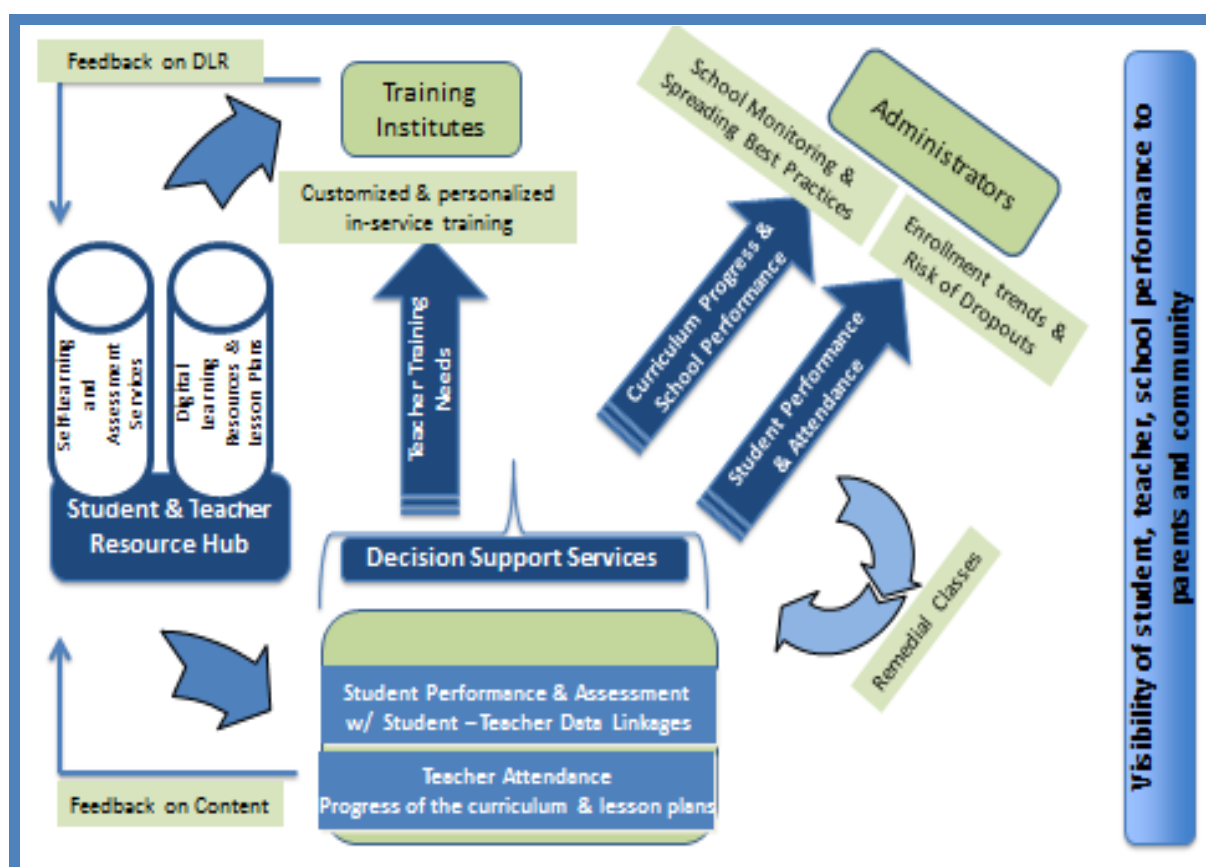 Feedback on DLR
Training
Institutes
Customized & personalized
in-service training
School Monitoring &
Spreading Best Practices
Administrators
Enrollment trends &
Risk of Dropouts
Self-Learning
and
Assessment
Services
Digital
Learning
Resources &
Lesson Plans
Student & Teacher
Resource Hub
Teacher Training
Needs
Curriculum Progress &
School Performance
Student Performance
& Attendance
Decision Support Services
Remedial Classes
Student Performance & Assessment
w/ Student – Teacher Data Linkages
Teacher Attendance
Progress of the curriculum & lesson plans
Feedback on Content
Visibility of student, teacher, school performance to
parents and community